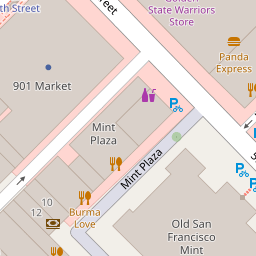 th Street
Street
Golden
State Warriors
Store
Panda
Express
901 Market
Mint
Plaza
Mint Plaza
10
12
Burma
Love
Old San
Francisco
Mint